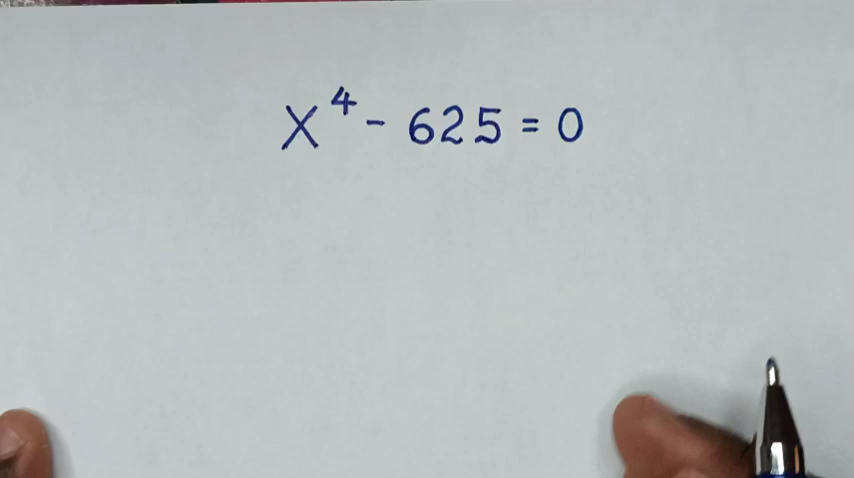 x⁴ - 625 = 0